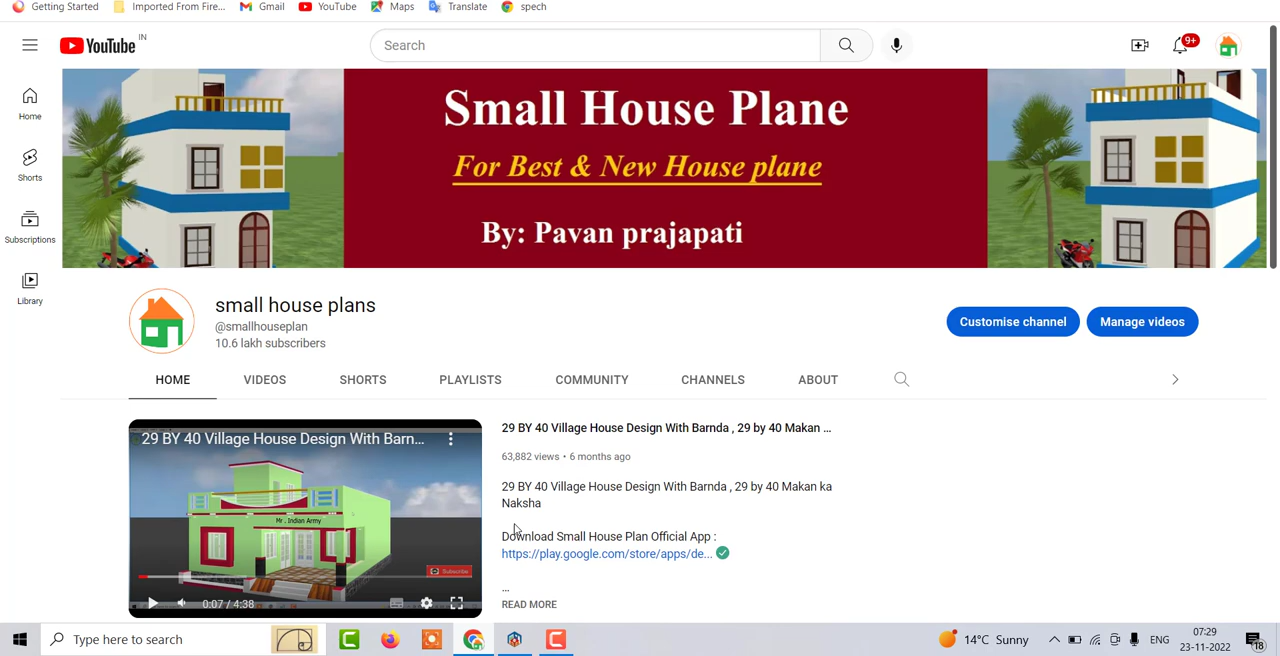 Getting Started
Imported From Fire...
Gmail
YouTube
Maps
Translate
spech
YouTube IN
Search
9+
Home
Shorts
Subscriptions
Library
Small House Plane
For Best & New House plane
By: Pavan prajapati
small house plans
@smallhouseplan
10.6 lakh subscribers
Customise channel
Manage videos
HOME
VIDEOS
SHORTS
PLAYLISTS
COMMUNITY
CHANNELS
ABOUT
29 BY 40 Village House Design With Barn...
Mr . Indian Army
Subscribe
0:07 / 4:38
29 BY 40 Village House Design With Barnda , 29 by 40 Makan ...
63,882 views • 6 months ago
29 BY 40 Village House Design With Barnda , 29 by 40 Makan ka
Naksha
Download Small House Plan Official App :
https://play.google.com/store/apps/de...
...
READ MORE
Type here to search
14°C Sunny
ENG
07:29
23-11-2022
18